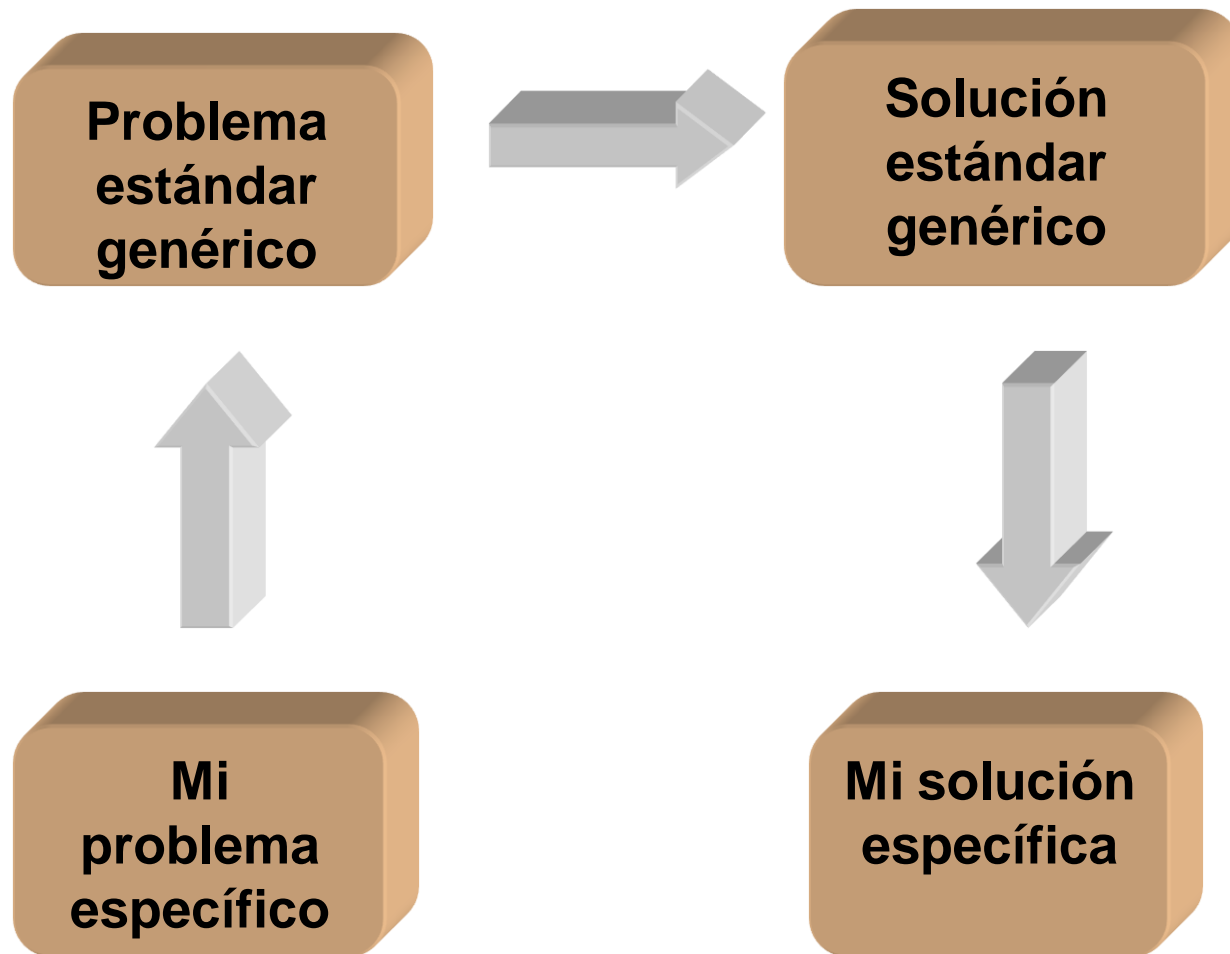 Problema
estándar
genérico
Solución
estándar
genérico
Mi
problema
específico
Mi solución
específica